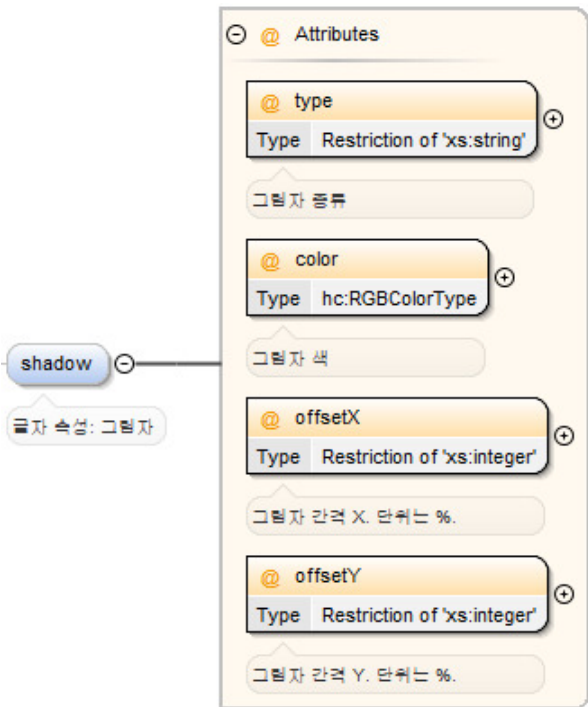 Attributes
@ type
Type Restriction of 'xs:string'
그림자 종류
@ color
Type hc:RGBColorType
그림자 색
shadow
글자 속성: 그림자
@ offsetX
Type Restriction of 'xs:integer'
그림자 간격 X. 단위는 %.
@ offsetY
Type Restriction of 'xs:integer'
그림자 간격 Y. 단위는 %.